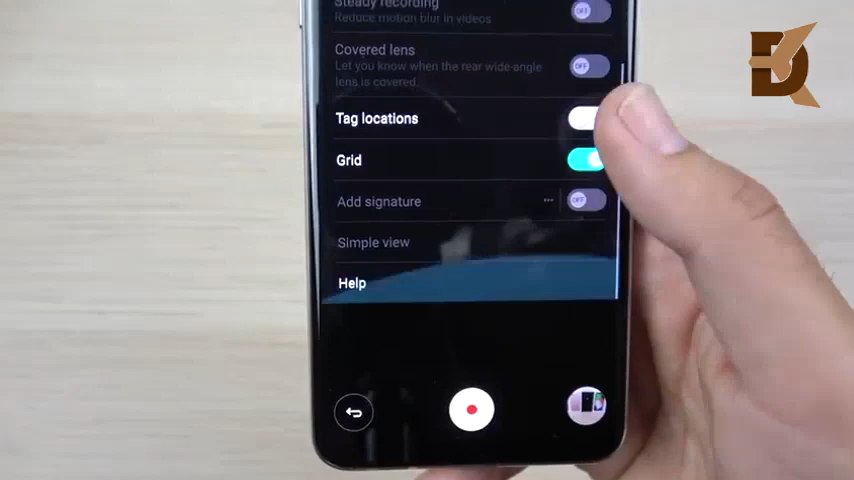 Steady recording
Reduce motion blur in videos
OFF
Covered lens
Let you know when the rear wide-angle
lens is covered.
OFF
Tag locations
Grid
Add signature
OFF
Simple view
Help